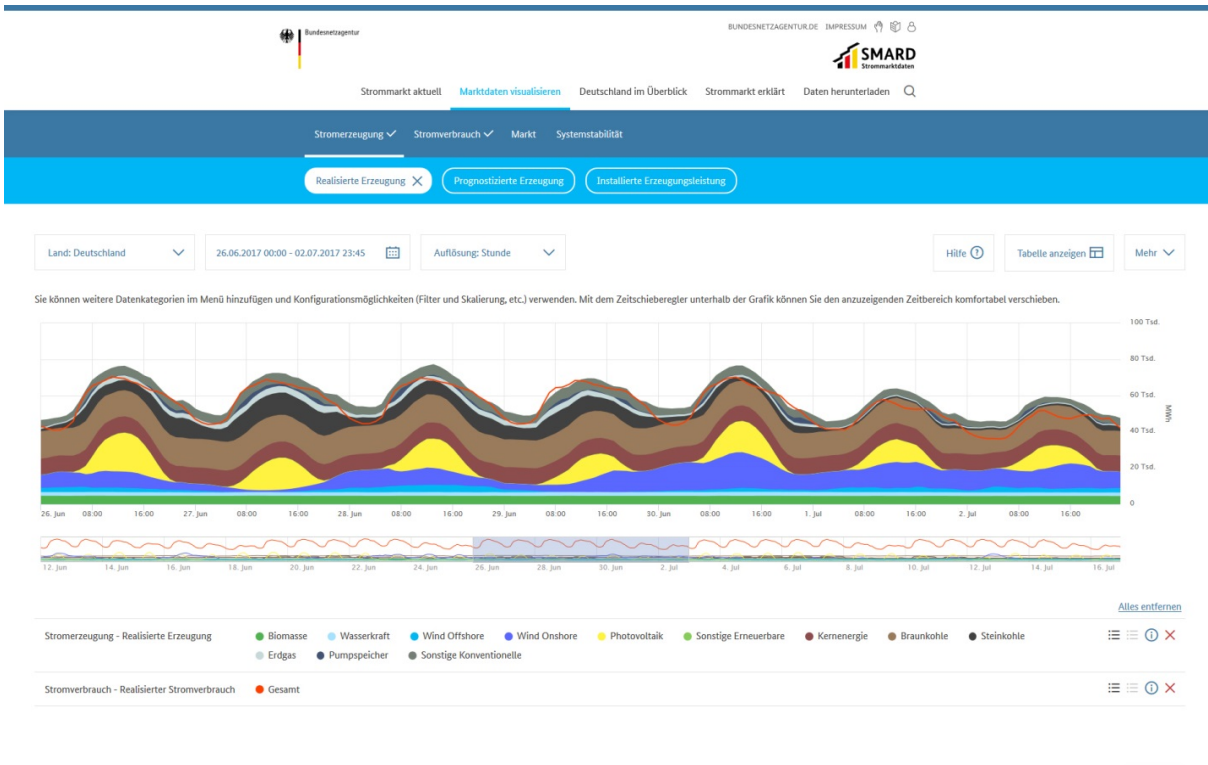 Bundesnetzagentur
BUNDESNETZAGENTUR.DE IMPRESSUM
SMARD
Strommarktdaten
Strommarkt aktuell Marktdaten visualisieren Deutschland im Überblick Strommarkt erklärt Daten herunterladen
Stromerzeugung Stromverbrauch Markt Systemstabilität
Realisierte Erzeugung Prognostizierte Erzeugung Installierte Erzeugungsleistung
Land: Deutschland 26.06.2017 00:00 - 02.07.2017 23:45 Auflösung: Stunde Hilfe Tabelle anzeigen Mehr
Sie können weitere Datenkategorien im Menü hinzufügen und Konfigurationsmöglichkeiten (Filter und Skalierung, etc.) verwenden. Mit dem Zeitschieberegler unterhalb der Grafik können Sie den anzuzeigenden Zeitbereich komfortabel verschieben.
100 Tsd.
80 Tsd.
60 Tsd.
MWh
40 Tsd.
20 Tsd.
0
26. Jun 08:00 16:00 27. Jun 08:00 16:00 28. Jun 08:00 16:00 29. Jun 08:00 16:00 30. Jun 08:00 16:00 1. Jul 08:00 16:00 2. Jul 08:00 16:00
12. Jun 14. Jun 16. Jun 18. Jun 20. Jun 22. Jun 24. Jun 26. Jun 28. Jun 30. Jun 2. Jul 4. Jul 6. Jul 8. Jul 10. Jul 12. Jul 14. Jul 16. Jul
Alles entfernen
Stromerzeugung - Realisierte Erzeugung Biomasse Wasserkraft Wind Offshore Wind Onshore Photovoltaik Sonstige Erneuerbare Kernenergie Braunkohle Steinkohle
Erdgas Pumpspeicher Sonstige Konventionelle
Stromverbrauch - Realisierter Stromverbrauch Gesamt